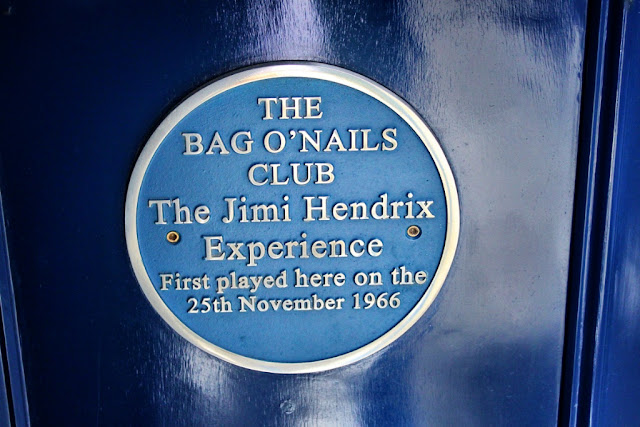 THE
BAG O'NAILS
CLUB
The Jimi Hendrix
Experience
First played here on the
25th November 1966